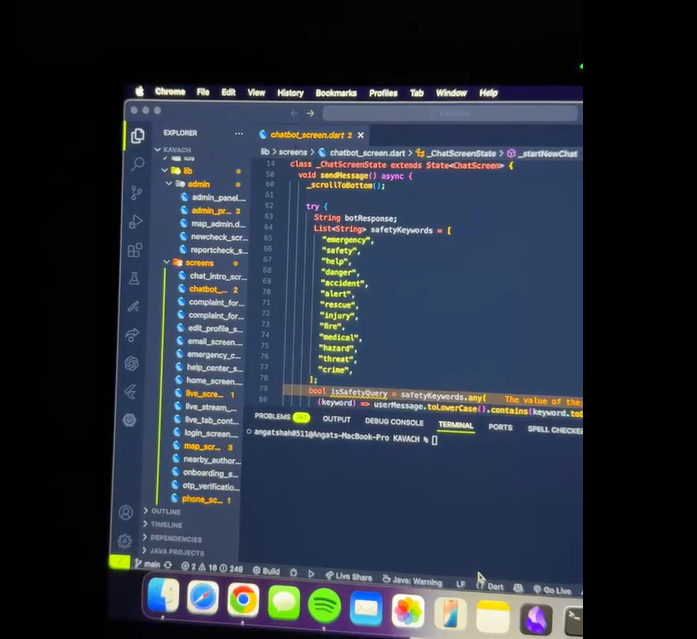 Chrome File Edit View History Bookmarks Profiles Tab Window Help
KAVACH
EXPLORER ...
KAVACH
ios
lib
admin
admin_panel...
admin_pr... 3
map_admin.d...
newcheck_scr...
reportcheck_s...
screens
chat_intro_scr...
chatbot_... 2
complaint_for...
complaint_for...
edit_profile_s...
email_screen...
emergency_c...
help_center_s...
home_screen...
live_scre... 1
live_stream_...
live_tab_cont...
login_screen...
map_scr... 3
nearby_author...
onboarding_s...
otp_verificatio...
phone_sc... 1
OUTLINE
TIMELINE
DEPENDENCIES
JAVA PROJECTS
chatbot_screen.dart 2
lib > screens > chatbot_screen.dart > _ChatScreenState > _startNewChat
14 class _ChatScreenState extends State<ChatScreen> {
50 void sendMessage() async {
60 _scrollToBottom();
61
62 try {
63 String botResponse;
64 List<String> safetyKeywords = [
65 "emergency",
66 "safety",
67 "help",
68 "danger",
69 "accident",
70 "alert",
71 "rescue",
72 "injury",
73 "fire",
74 "medical",
75 "hazard",
76 "threat",
77 "crime",
78 ];
79 bool isSafetyQuery = safetyKeywords.any( The value of the
80 (keyword) => userMessage.toLowerCase().contains(keyword.toL
PROBLEMS OUTPUT DEBUG CONSOLE TERMINAL PORTS SPELL CHECKER
angatshah0511@Angats-MacBook-Pro KAVACH %
main 2 18 249 Build Live Share Java: Warning LF {} Dart Go Live